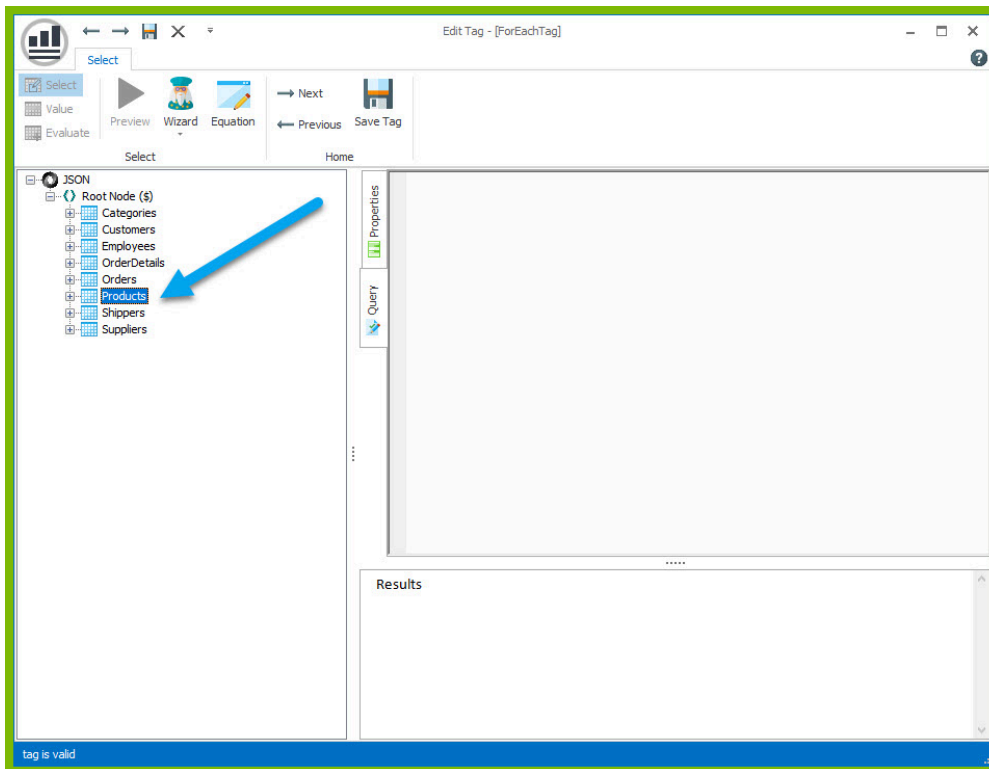 Edit Tag - [ForEachTag]
Select
Select
Value
Evaluate
Preview
Wizard
Equation
Next
Previous
Save Tag
Select
Home
JSON
Root Node ($)
Categories
Customers
Employees
OrderDetails
Orders
Products
Shippers
Suppliers
Properties
Query
Results
tag is valid